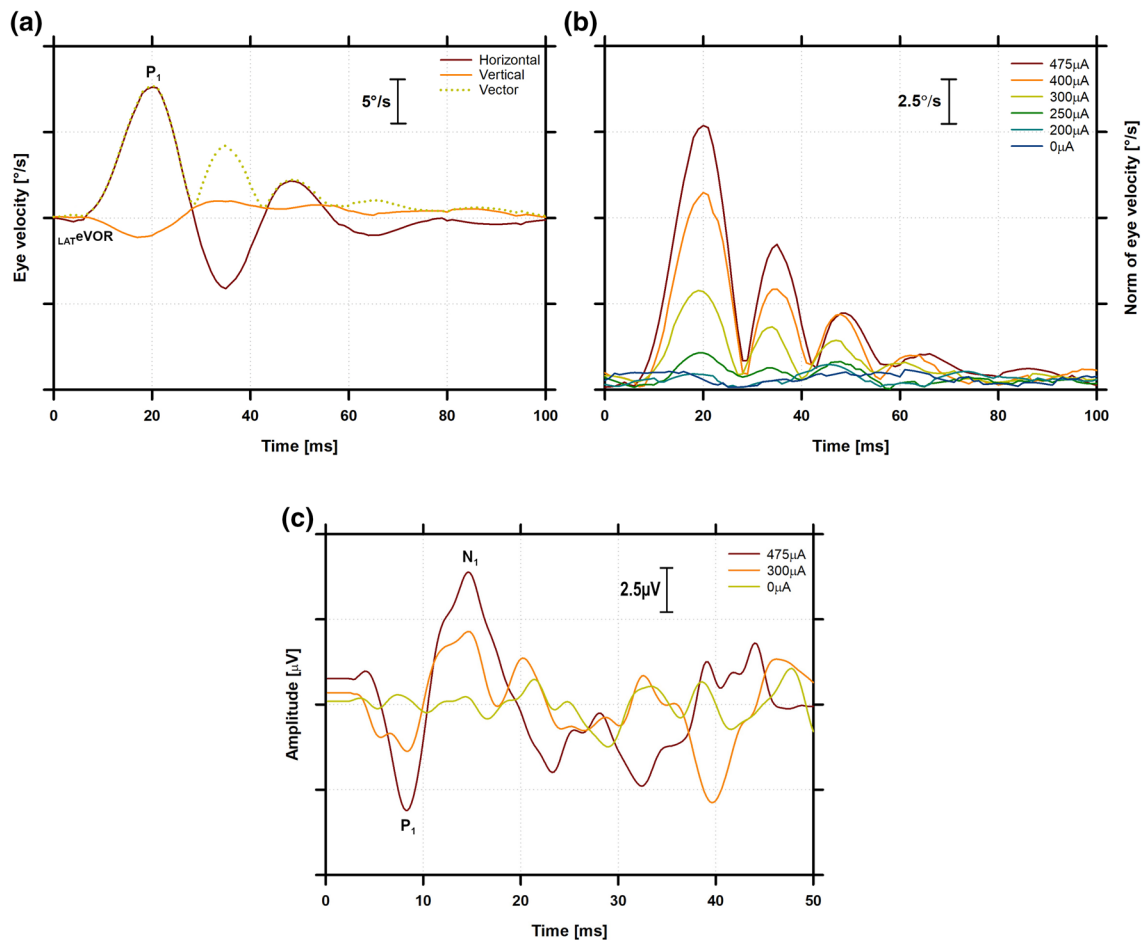 (a)
P1
Horizontal
Vertical
Vector
5°/s
Eye velocity [°/s]
LATeVOR
0 20 40 60 80 100
Time [ms]
(b)
475µA
400µA
300µA
250µA
200µA
0µA
2.5°/s
Norm of eye velocity [°/s]
0 20 40 60 80 100
Time [ms]
(c)
N1
475µA
300µA
0µA
2.5µV
Amplitude [µV]
P1
0 10 20 30 40 50
Time [ms]